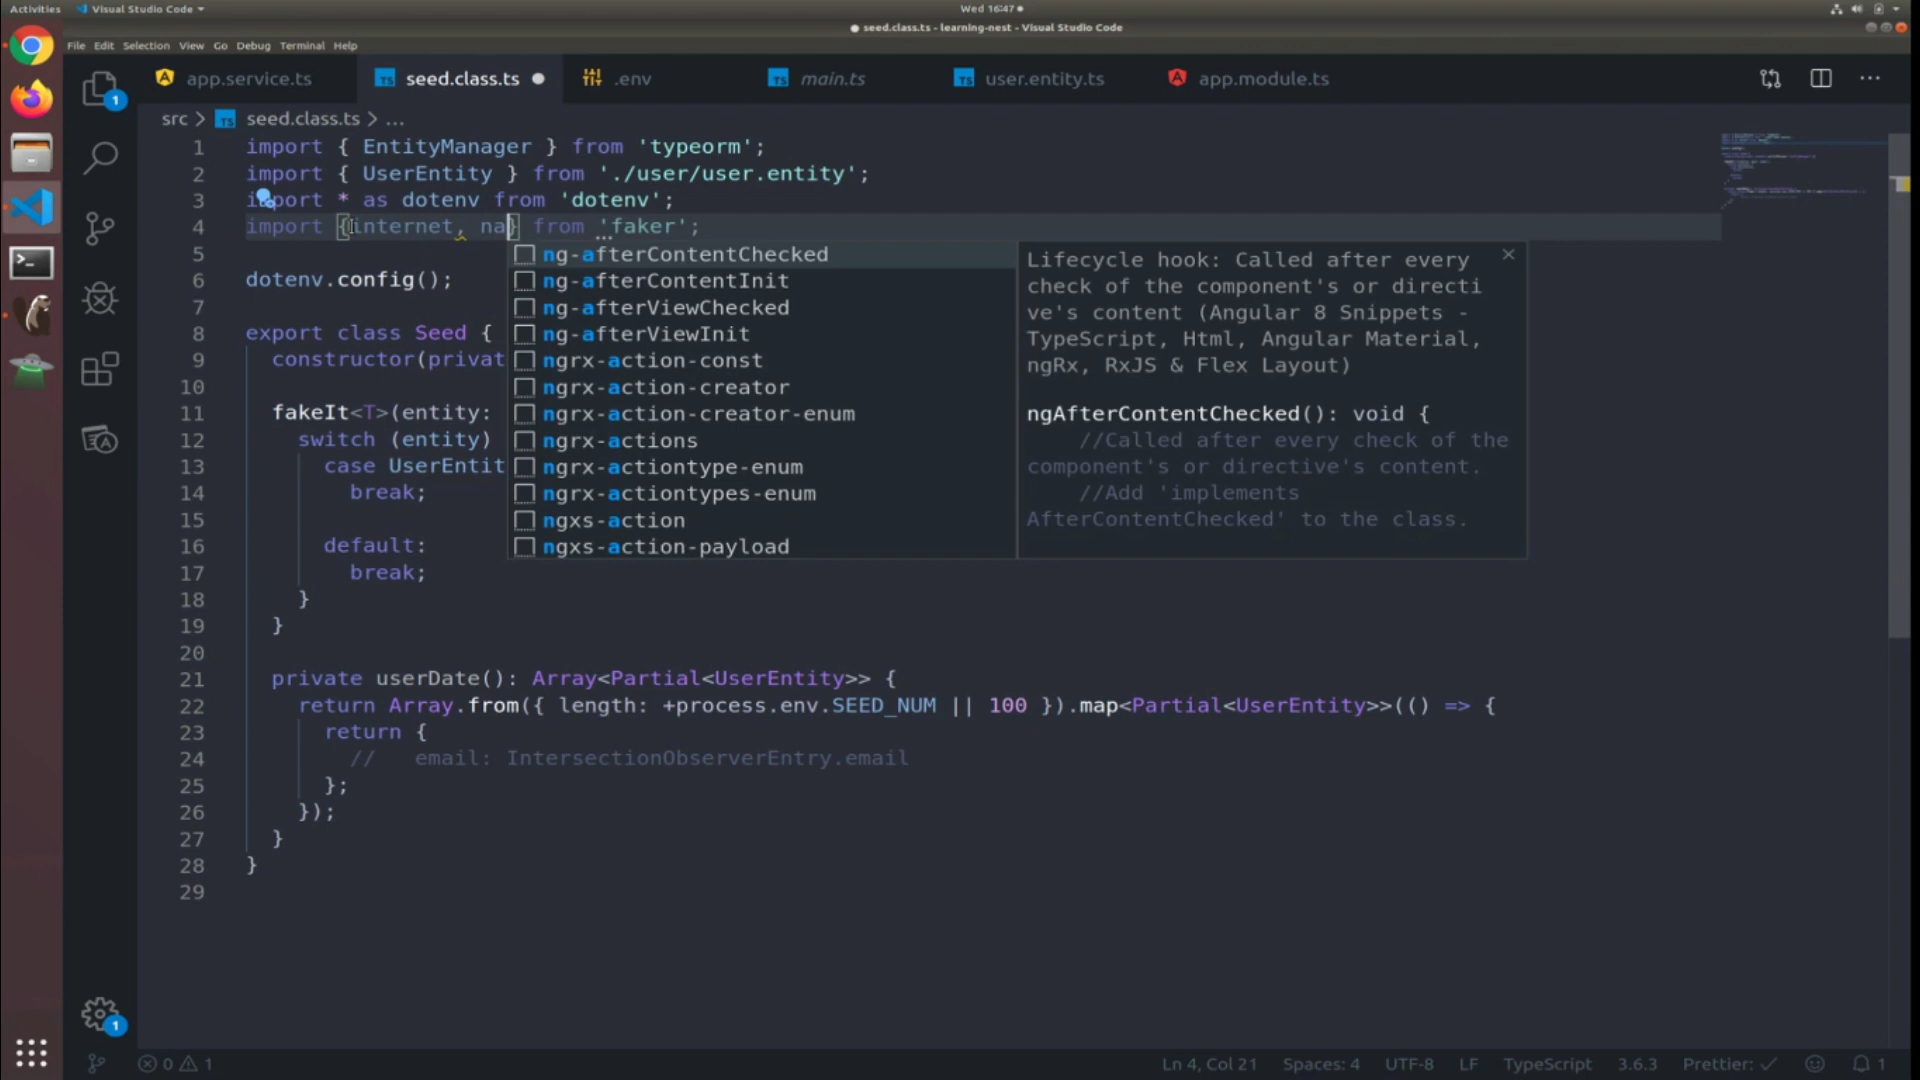 Activities Visual Studio Code Wed 16:47
seed.class.ts - learning-nest - Visual Studio Code
File Edit Selection View Go Debug Terminal Help
app.service.ts TS seed.class.ts .env TS main.ts TS user.entity.ts app.module.ts
src > TS seed.class.ts > ...
1 import { EntityManager } from 'typeorm';
2 import { UserEntity } from './user/user.entity';
3 import * as dotenv from 'dotenv';
4 import {internet, na} from 'faker';
5
6 dotenv.config();
7
8 export class Seed {
9 constructor(privat
10
11 fakeIt<T>(entity:
12 switch (entity)
13 case UserEntit
14 break;
15
16 default:
17 break;
18 }
19 }
20
21 private userDate(): Array<Partial<UserEntity>> {
22 return Array.from({ length: +process.env.SEED_NUM || 100 }).map<Partial<UserEntity>>(() => {
23 return {
24 // email: IntersectionObserverEntry.email
25 };
26 });
27 }
28 }
29
ng-afterContentChecked
ng-afterContentInit
ng-afterViewChecked
ng-afterViewInit
ngrx-action-const
ngrx-action-creator
ngrx-action-creator-enum
ngrx-actions
ngrx-actiontype-enum
ngrx-actiontypes-enum
ngxs-action
ngxs-action-payload
Lifecycle hook: Called after every
check of the component's or directi
ve's content (Angular 8 Snippets -
TypeScript, Html, Angular Material,
ngRx, RxJS & Flex Layout)
ngAfterContentChecked(): void {
//Called after every check of the
component's or directive's content.
//Add 'implements
AfterContentChecked' to the class.
1
1
0 1 Ln 4, Col 21 Spaces: 4 UTF-8 LF TypeScript 3.6.3 Prettier: ✓ 1